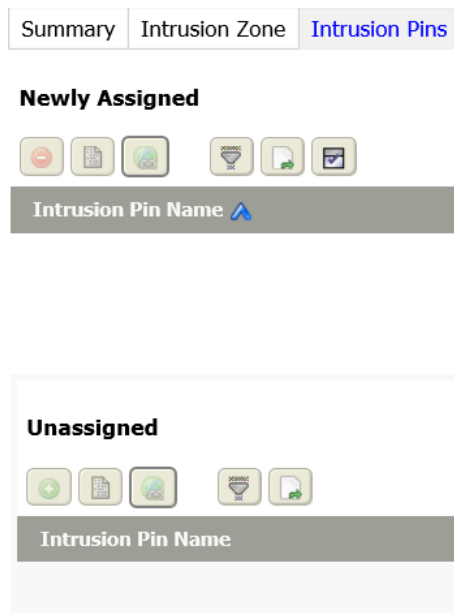 Summary Intrusion Zone Intrusion Pins
Newly Assigned
Intrusion Pin Name
Unassigned
Intrusion Pin Name